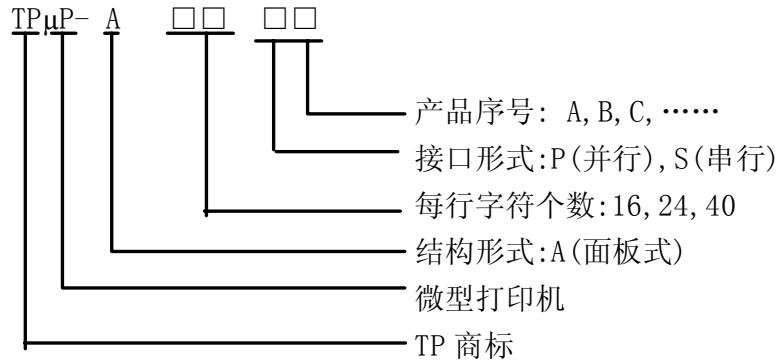 TPμP- A □□ □□
产品序号: A,B,C,……
接口形式:P(并行),S(串行)
每行字符个数:16,24,40
结构形式:A(面板式)
微型打印机
TP 商标